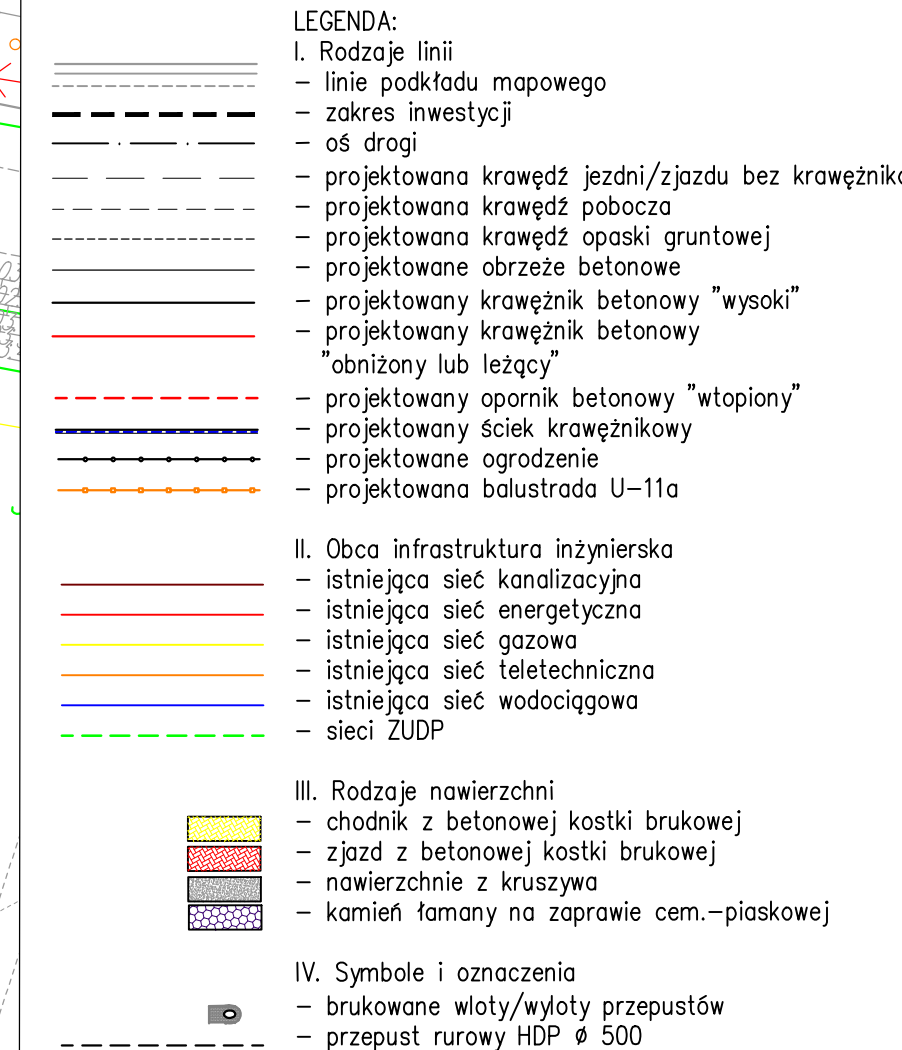 LEGENDA:
I. Rodzaje linii
– linie podkładu mapowego
– zakres inwestycji
– oś drogi
– projektowana krawędź jezdni/zjazdu bez krawężnika
– projektowana krawędź pobocza
– projektowana krawędź opaski gruntowej
– projektowane obrzeże betonowe
– projektowany krawężnik betonowy "wysoki"
– projektowany krawężnik betonowy
"obniżony lub leżący"
– projektowany opornik betonowy "wtopiony"
– projektowany ściek krawężnikowy
– projektowane ogrodzenie
– projektowana balustrada U–11a
II. Obca infrastruktura inżynierska
– istniejąca sieć kanalizacyjna
– istniejąca sieć energetyczna
– istniejąca sieć gazowa
– istniejąca sieć teletechniczna
– istniejąca sieć wodociągowa
– sieci ZUDP
III. Rodzaje nawierzchni
– chodnik z betonowej kostki brukowej
– zjazd z betonowej kostki brukowej
– nawierzchnie z kruszywa
– kamień łamany na zaprawie cem.–piaskowej
IV. Symbole i oznaczenia
– brukowane wloty/wyloty przepustów
– przepust rurowy HDP ø 500